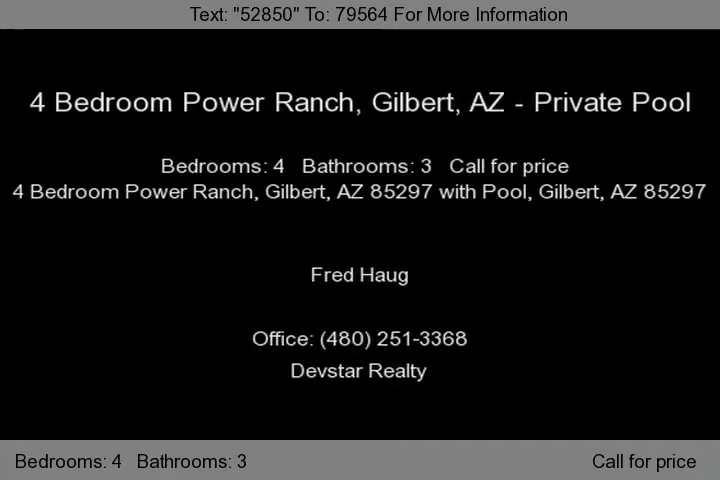 Text: "52850" To: 79564 For More Information
4 Bedroom Power Ranch, Gilbert, AZ - Private Pool
Bedrooms: 4 Bathrooms: 3 Call for price
4 Bedroom Power Ranch, Gilbert, AZ 85297 with Pool, Gilbert, AZ 85297
Fred Haug
Office: (480) 251-3368
Devstar Realty
Bedrooms: 4 Bathrooms: 3 Call for price